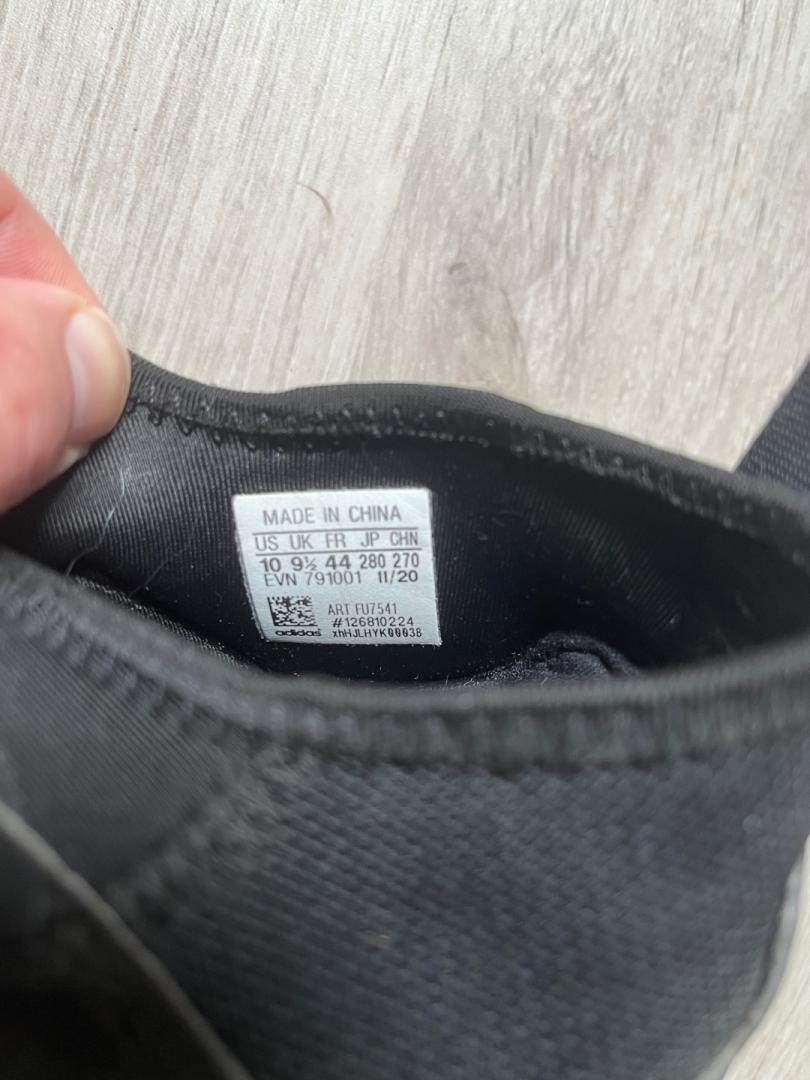 MADE IN CHINA
US UK FR JP CHN
10 9½ 44 280 270
EVN 791001 11/20
ART FU7541
#126810224
adidas xhHJLHYK00038